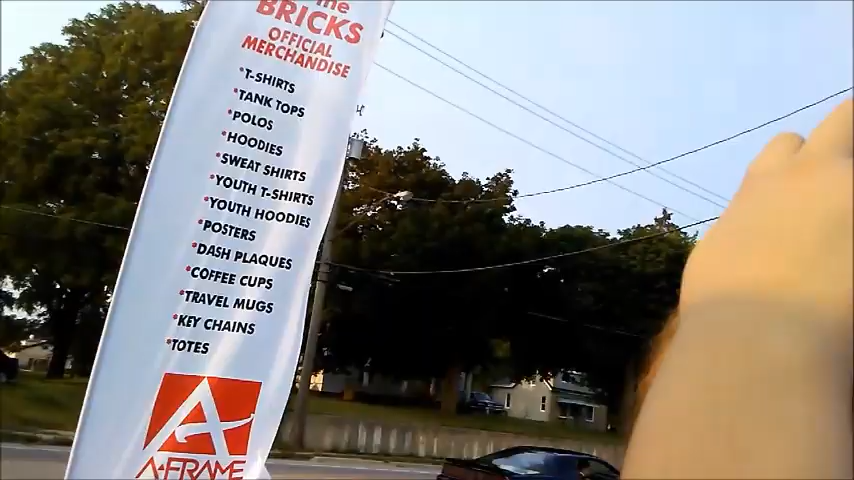 the
BRICKS
OFFICIAL
MERCHANDISE
•T-SHIRTS
•TANK TOPS
•POLOS
•HOODIES
•SWEAT SHIRTS
•YOUTH T-SHIRTS
•YOUTH HOODIES
•POSTERS
•DASH PLAQUES
•COFFEE CUPS
•TRAVEL MUGS
•KEY CHAINS
•TOTES
A-FRAME